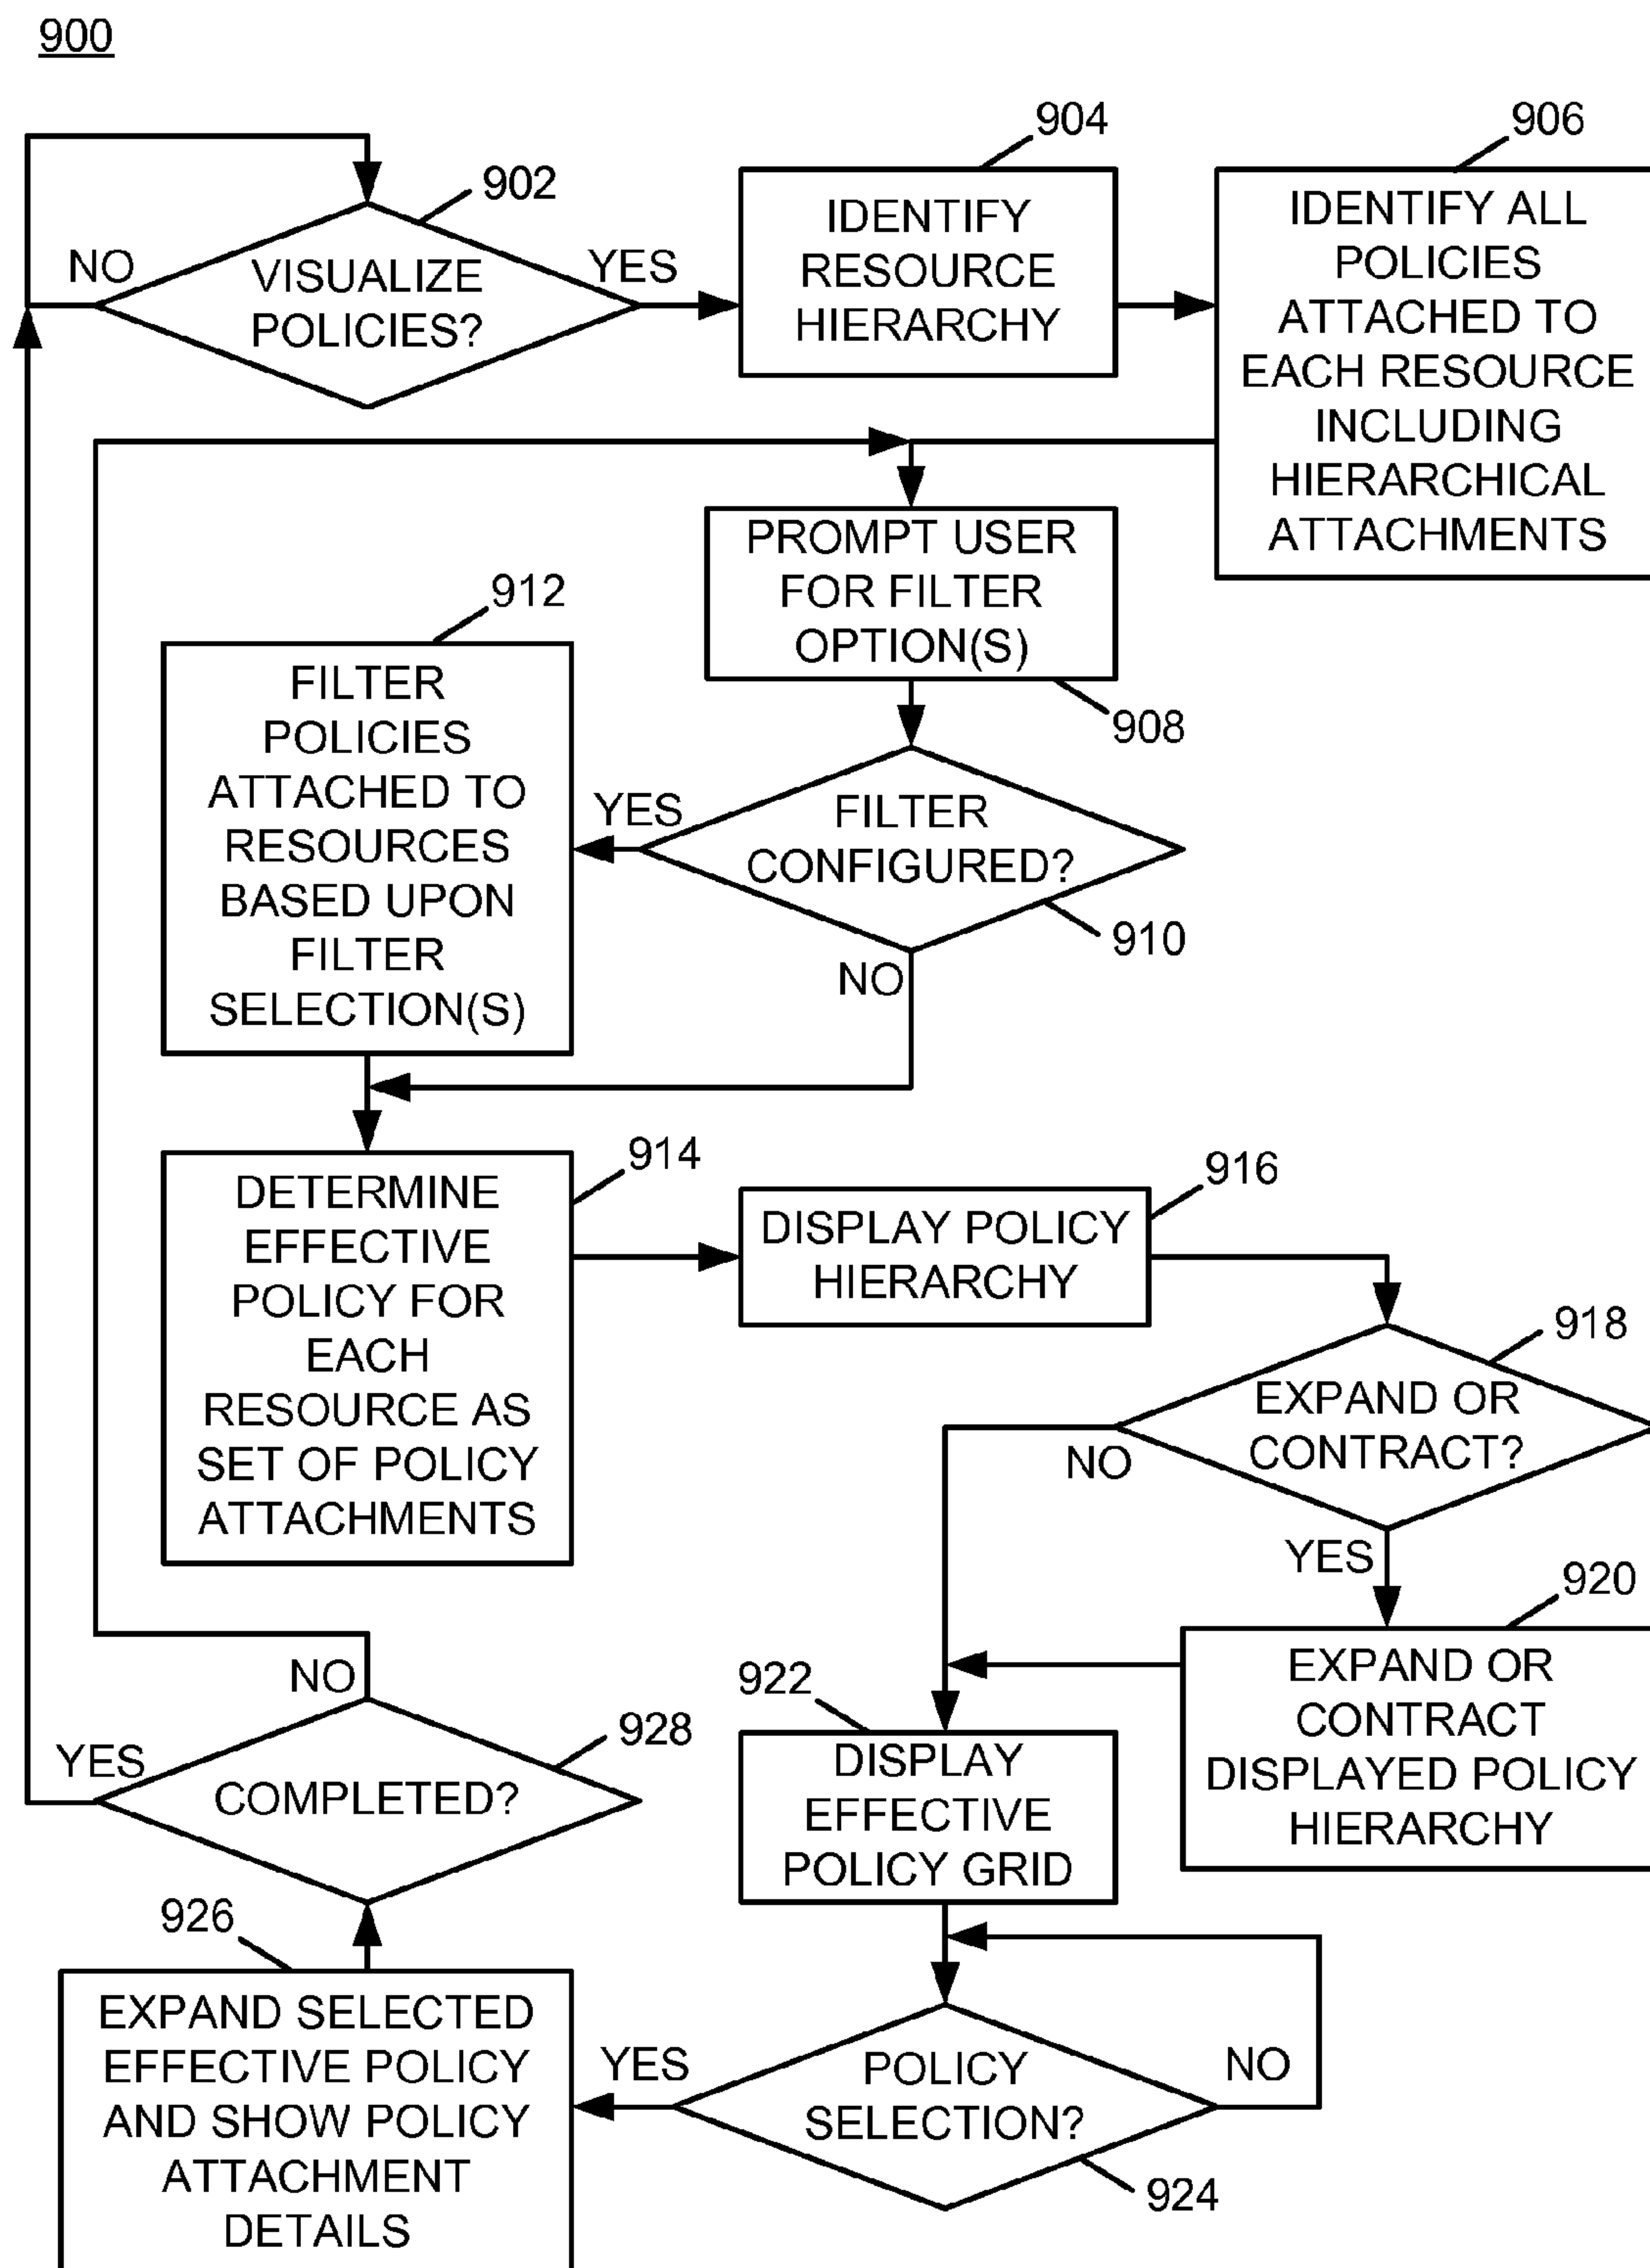 900
902
VISUALIZE
POLICIES?
NO
YES
904
IDENTIFY
RESOURCE
HIERARCHY
906
IDENTIFY ALL
POLICIES
ATTACHED TO
EACH RESOURCE
INCLUDING
HIERARCHICAL
ATTACHMENTS
PROMPT USER
FOR FILTER
OPTION(S)
908
FILTER
CONFIGURED?
910
YES
NO
912
FILTER
POLICIES
ATTACHED TO
RESOURCES
BASED UPON
FILTER
SELECTION(S)
914
DETERMINE
EFFECTIVE
POLICY FOR
EACH
RESOURCE AS
SET OF POLICY
ATTACHMENTS
916
DISPLAY POLICY
HIERARCHY
918
EXPAND OR
CONTRACT?
NO
YES
920
EXPAND OR
CONTRACT
DISPLAYED POLICY
HIERARCHY
922
DISPLAY
EFFECTIVE
POLICY GRID
POLICY
SELECTION?
924
YES
NO
926
EXPAND SELECTED
EFFECTIVE POLICY
AND SHOW POLICY
ATTACHMENT
DETAILS
928
COMPLETED?
NO
YES